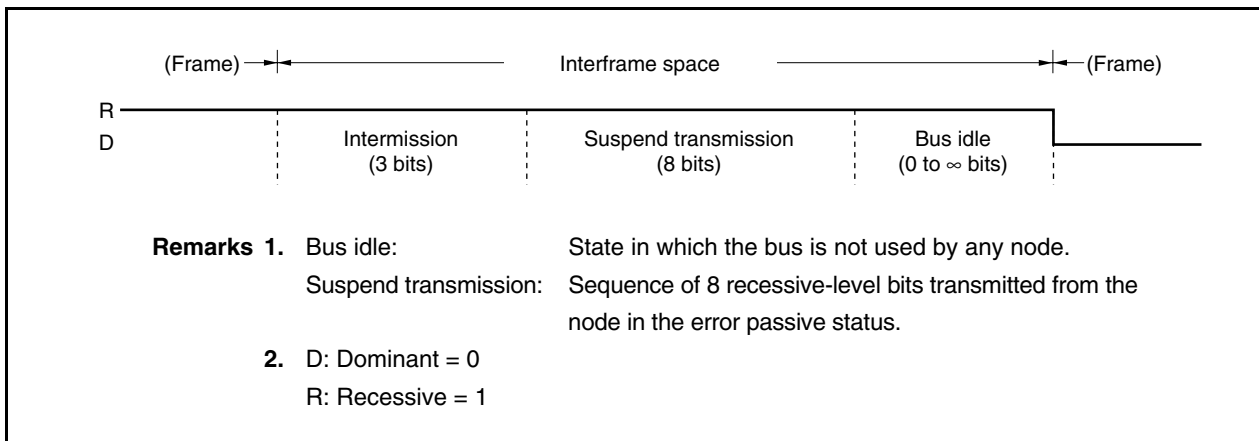 (Frame) Interframe space (Frame)
R
D
Intermission Suspend transmission Bus idle
(3 bits) (8 bits) (0 to ∞ bits)
Remarks 1. Bus idle: State in which the bus is not used by any node.
Suspend transmission: Sequence of 8 recessive-level bits transmitted from the
node in the error passive status.
2. D: Dominant = 0
R: Recessive = 1